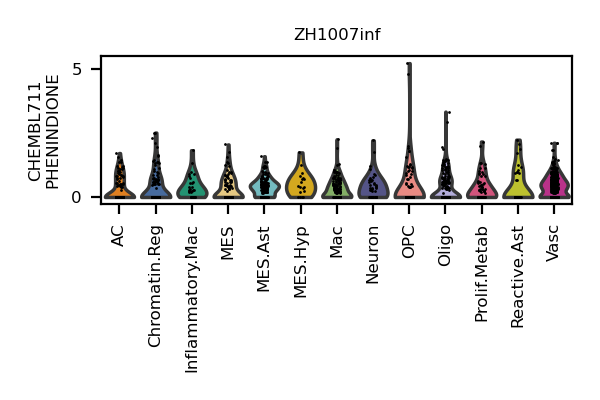 ZH1007inf
CHEMBL711
PHENINDIONE
5
0
AC
Chromatin.Reg
Inflammatory.Mac
MES
MES.Ast
MES.Hyp
Mac
Neuron
OPC
Oligo
Prolif.Metab
Reactive.Ast
Vasc